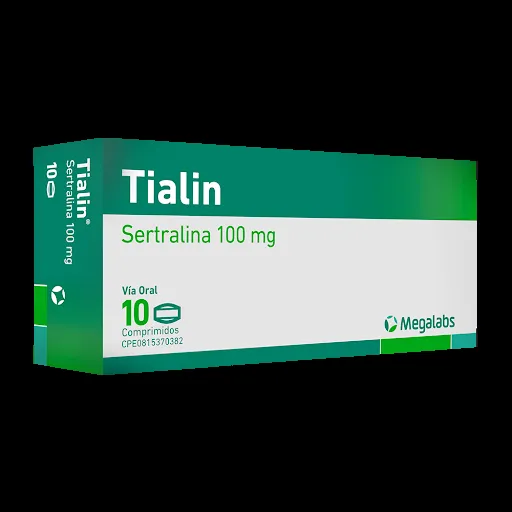 Tialin®
Sertralina 100 mg
10
Tialin
Sertralina 100 mg
Vía Oral
10
Comprimidos
CPE0815370382
Megalabs